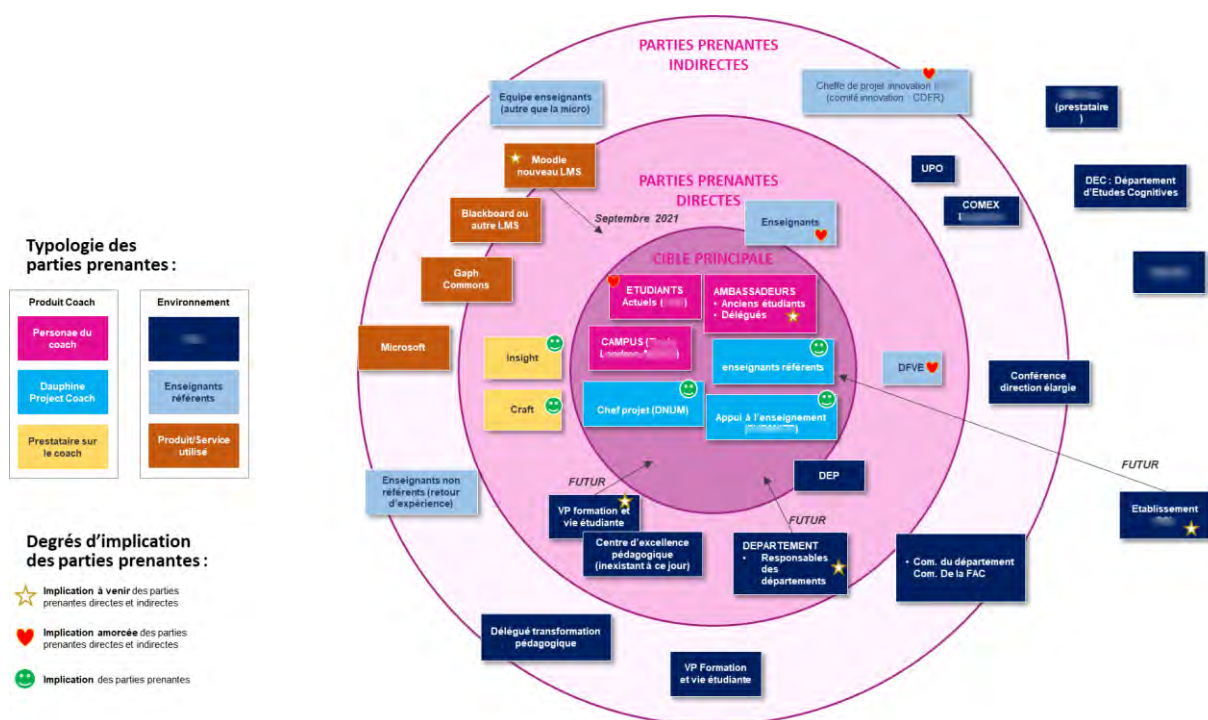 PARTIES PRENANTES
INDIRECTES
Equipe enseignants
(autre que la micro)
Cheffe de projet innovation
(comité innovation - CDFR)
(prestataire
)
Moodle
nouveau LMS
UPO
DEC : Département
d'Etudes Cognitives
PARTIES PRENANTES
DIRECTES
COMEX
Blackboard ou
autre LMS
Septembre 2021
Enseignants
Typologie des
parties prenantes :
CIBLE PRINCIPALE
Gaph
Commons
Produit Coach
Environnement
ETUDIANTS
Actuels (
AMBASSADEURS
• Anciens étudiants
• Délégués
Personae du
coach
Microsoft
CAMPUS (
Insight
enseignants référents
DFVE
Conférence
direction élargie
Dauphine
Project Coach
Enseignants
référents
Craft
Chef projet (DNUM)
Appui à l'enseignement
Prestataire sur
le coach
Produit/Service
utilisé
FUTUR
Enseignants non
référents (retour
d'expérience)
DEP
FUTUR
VP formation et
vie étudiante
FUTUR
Etablissement
Centre d'excellence
pédagogique
(inexistant à ce jour)
DEPARTEMENT
• Responsables
des
départements
• Com. du département
Com. De la FAC
Degrés d'implication
des parties prenantes :
Implication à venir des parties
prenantes directes et indirectes
Implication amorcée des parties
prenantes directes et indirectes
Délégué transformation
pédagogique
VP Formation
et vie étudiante
Implication des parties prenantes